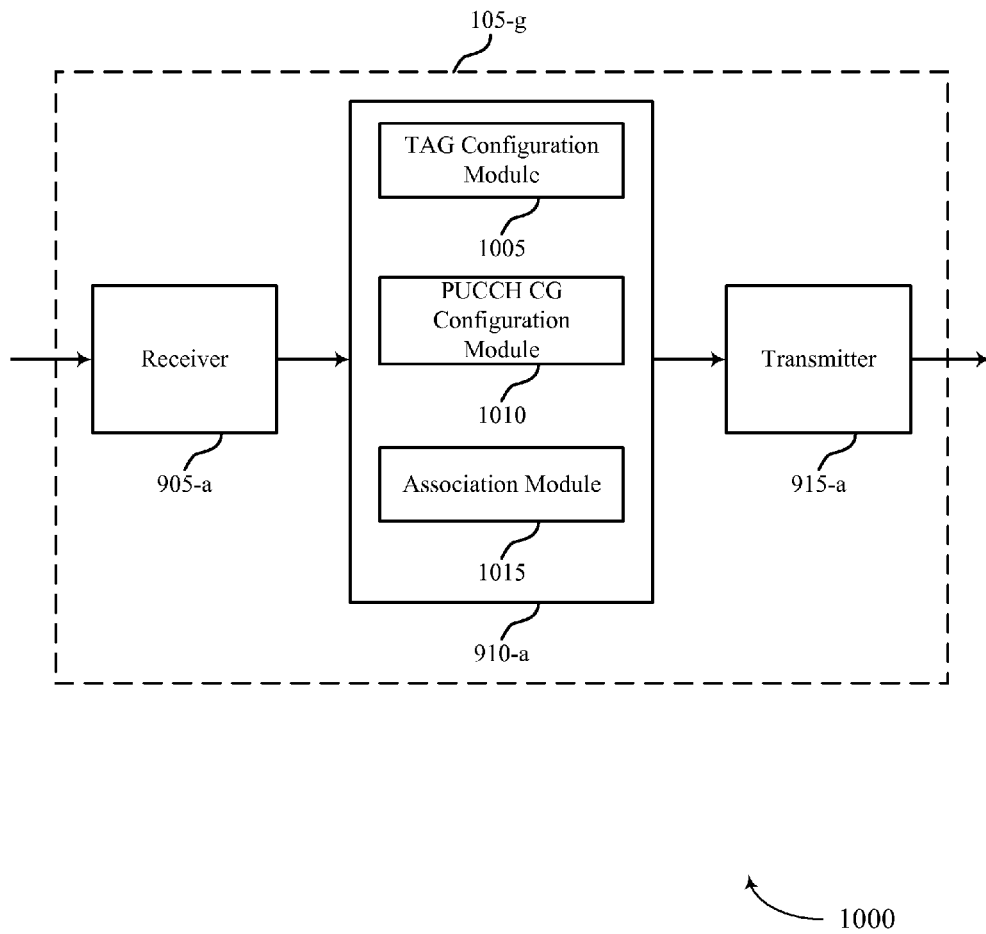 105-g
TAG Configuration
Module
1005
PUCCH CG
Configuration
Module
1010
Association Module
1015
910-a
Receiver
905-a
Transmitter
915-a
1000